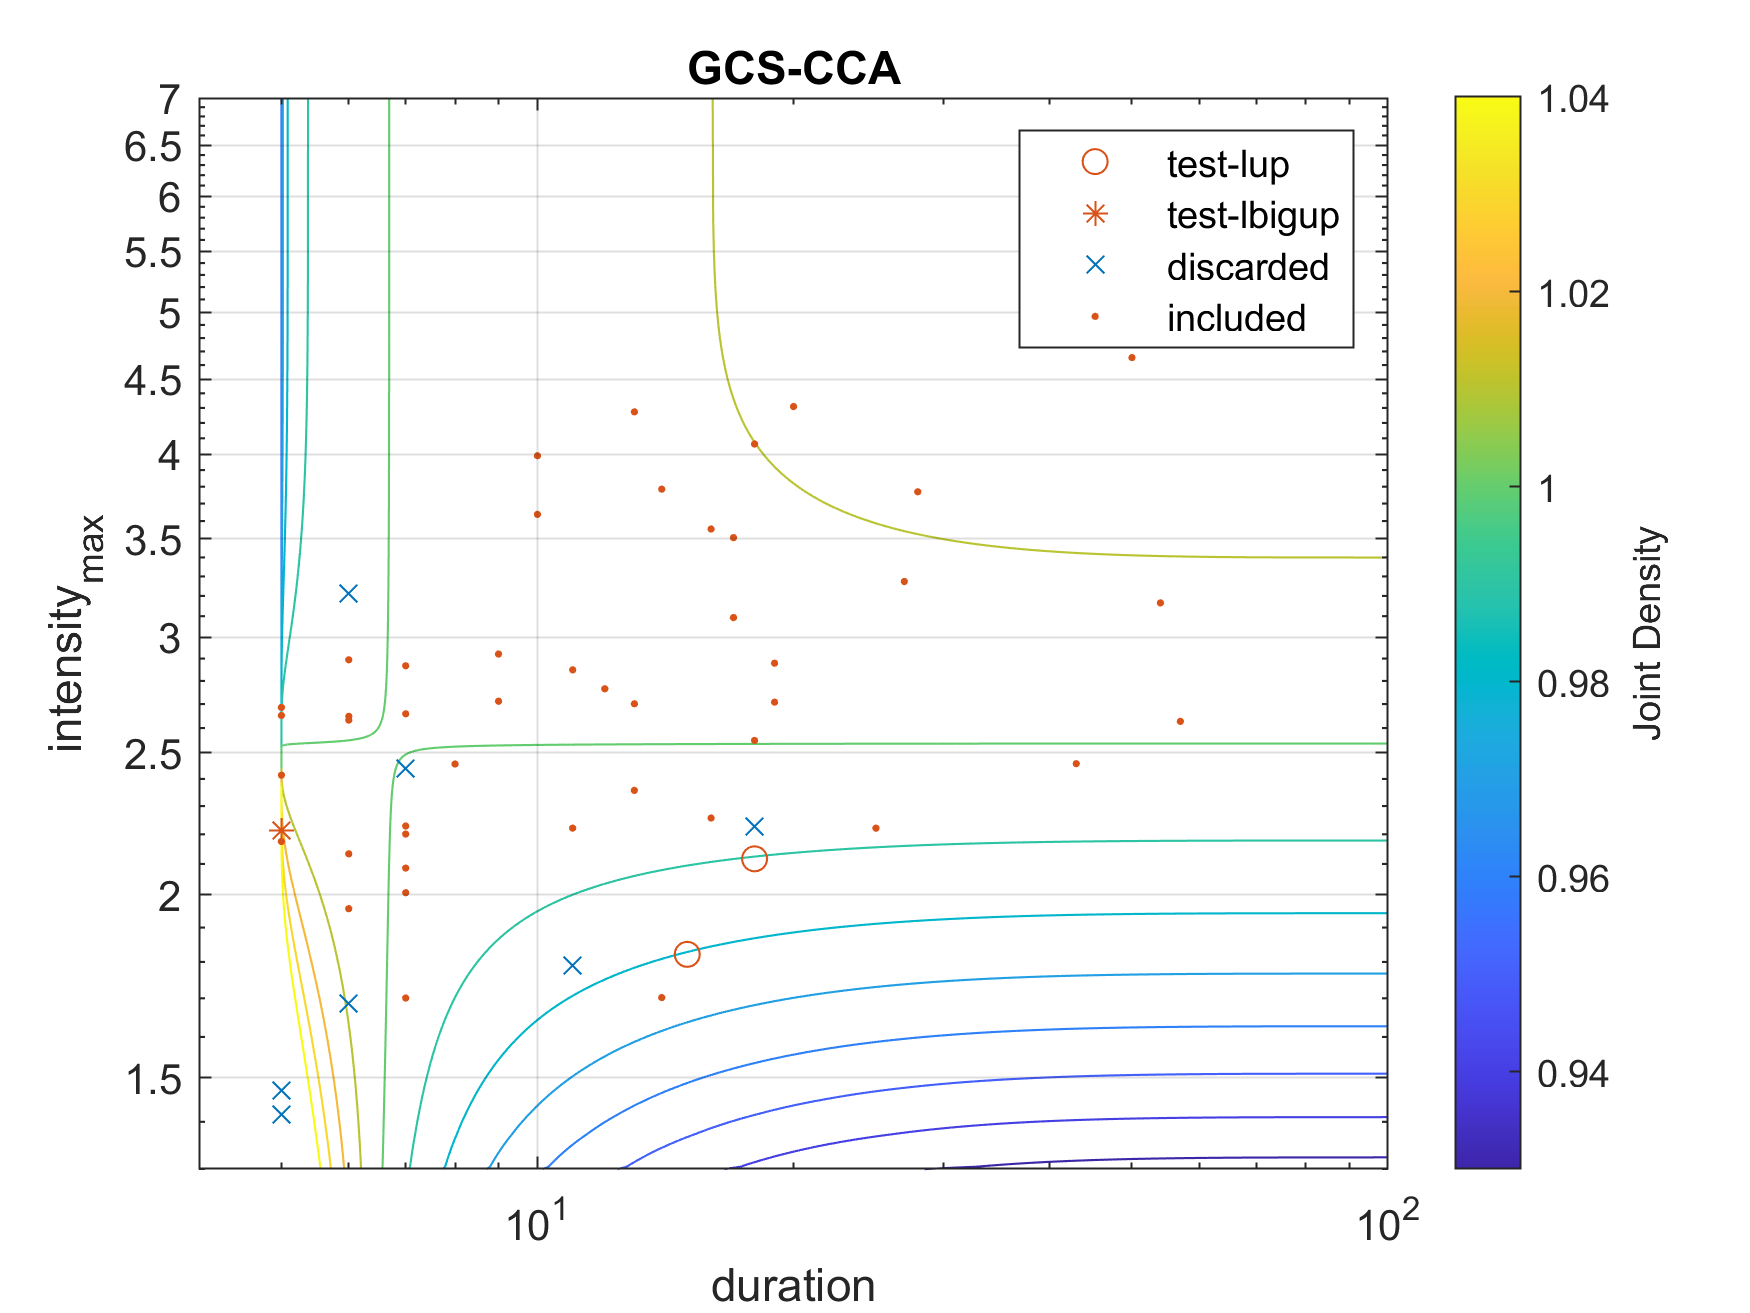 GCS-CCA
7
6.5
6
5.5
5
4.5
4
3.5
3
2.5
2
1.5
intensity_max
10^1
10^2
duration
test-lup
test-lbigup
discarded
included
1.04
1.02
1
0.98
0.96
0.94
Joint Density